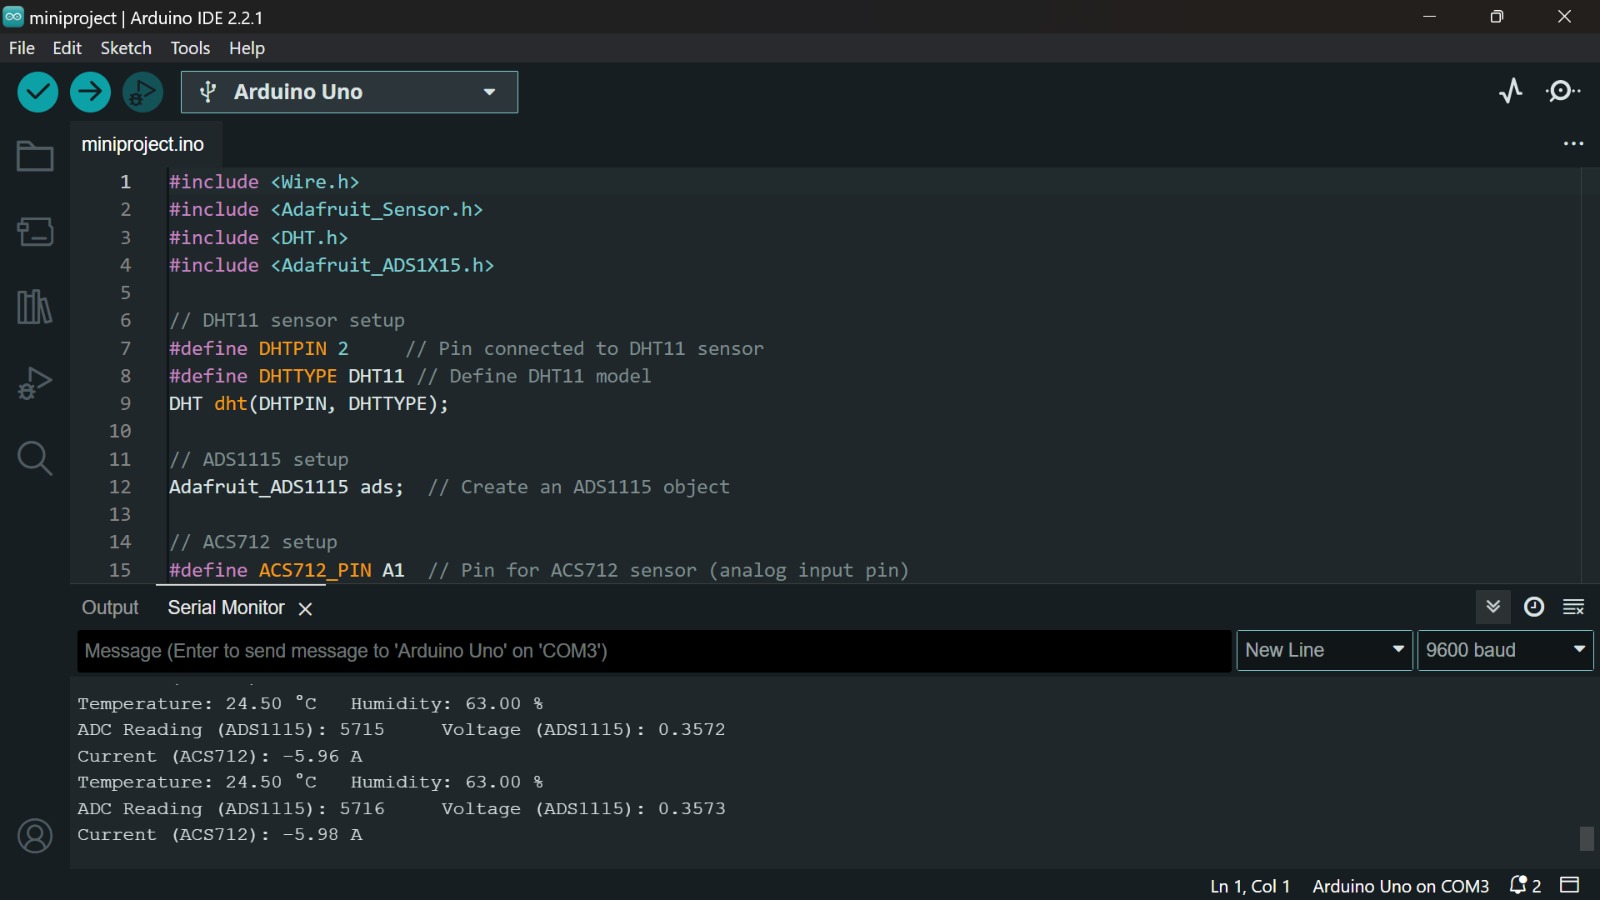 miniproject | Arduino IDE 2.2.1
File Edit Sketch Tools Help
Arduino Uno
miniproject.ino
1 #include <Wire.h>
2 #include <Adafruit_Sensor.h>
3 #include <DHT.h>
4 #include <Adafruit_ADS1X15.h>
5
6 // DHT11 sensor setup
7 #define DHTPIN 2 // Pin connected to DHT11 sensor
8 #define DHTTYPE DHT11 // Define DHT11 model
9 DHT dht(DHTPIN, DHTTYPE);
10
11 // ADS1115 setup
12 Adafruit_ADS1115 ads; // Create an ADS1115 object
13
14 // ACS712 setup
15 #define ACS712_PIN A1 // Pin for ACS712 sensor (analog input pin)
Output Serial Monitor
Message (Enter to send message to 'Arduino Uno' on 'COM3') New Line 9600 baud
Temperature: 24.50 °C Humidity: 63.00 %
ADC Reading (ADS1115): 5715 Voltage (ADS1115): 0.3572
Current (ACS712): -5.96 A
Temperature: 24.50 °C Humidity: 63.00 %
ADC Reading (ADS1115): 5716 Voltage (ADS1115): 0.3573
Current (ACS712): -5.98 A
Ln 1, Col 1 Arduino Uno on COM3 2